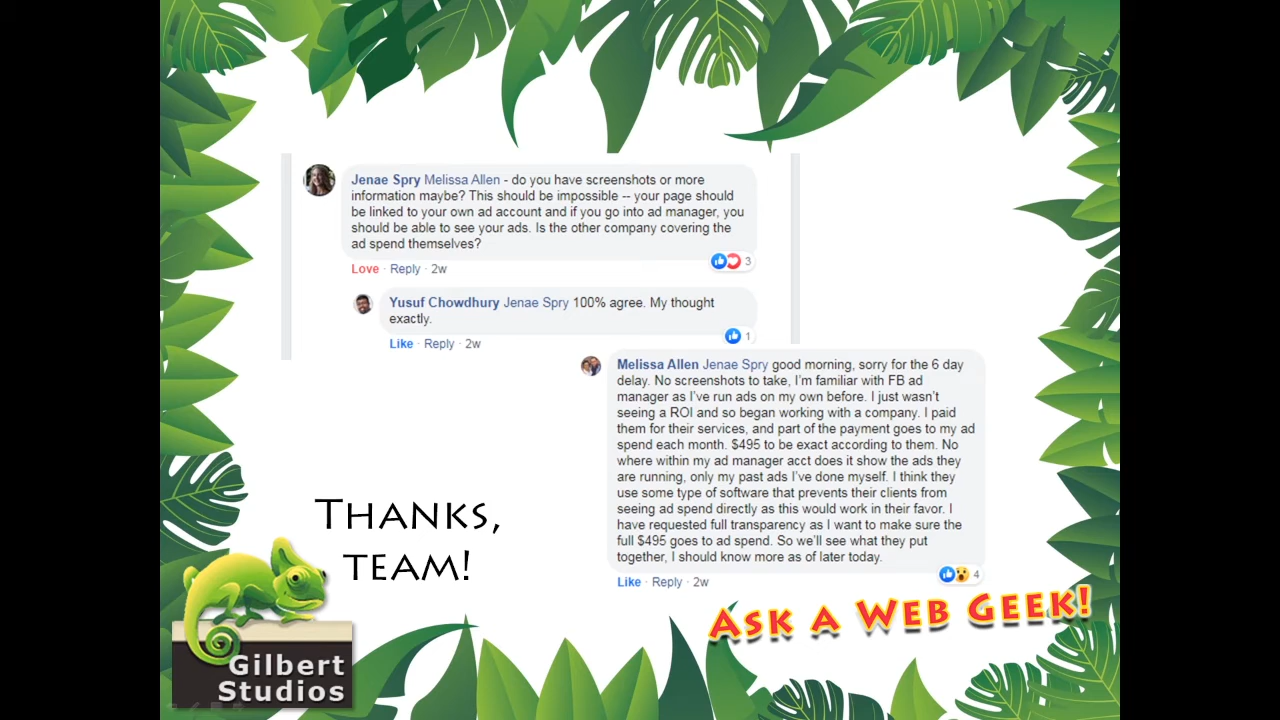 Jenae Spry Melissa Allen - do you have screenshots or more
information maybe? This should be impossible -- your page should
be linked to your own ad account and if you go into ad manager, you
should be able to see your ads. Is the other company covering the
ad spend themselves?
3
Love · Reply · 2w
Yusuf Chowdhury Jenae Spry 100% agree. My thought
exactly.
1
Like · Reply · 2w
Melissa Allen Jenae Spry good morning, sorry for the 6 day
delay. No screenshots to take, I'm familiar with FB ad
manager as I've run ads on my own before. I just wasn't
seeing a ROI and so began working with a company. I paid
them for their services, and part of the payment goes to my ad
spend each month. $495 to be exact according to them. No
where within my ad manager acct does it show the ads they
are running, only my past ads I've done myself. I think they
use some type of software that prevents their clients from
seeing ad spend directly as this would work in their favor. I
have requested full transparency as I want to make sure the
full $495 goes to ad spend. So we'll see what they put
together, I should know more as of later today.
4
Like · Reply · 2w
Thanks,
team!
Ask a Web Geek!
Gilbert
Studios